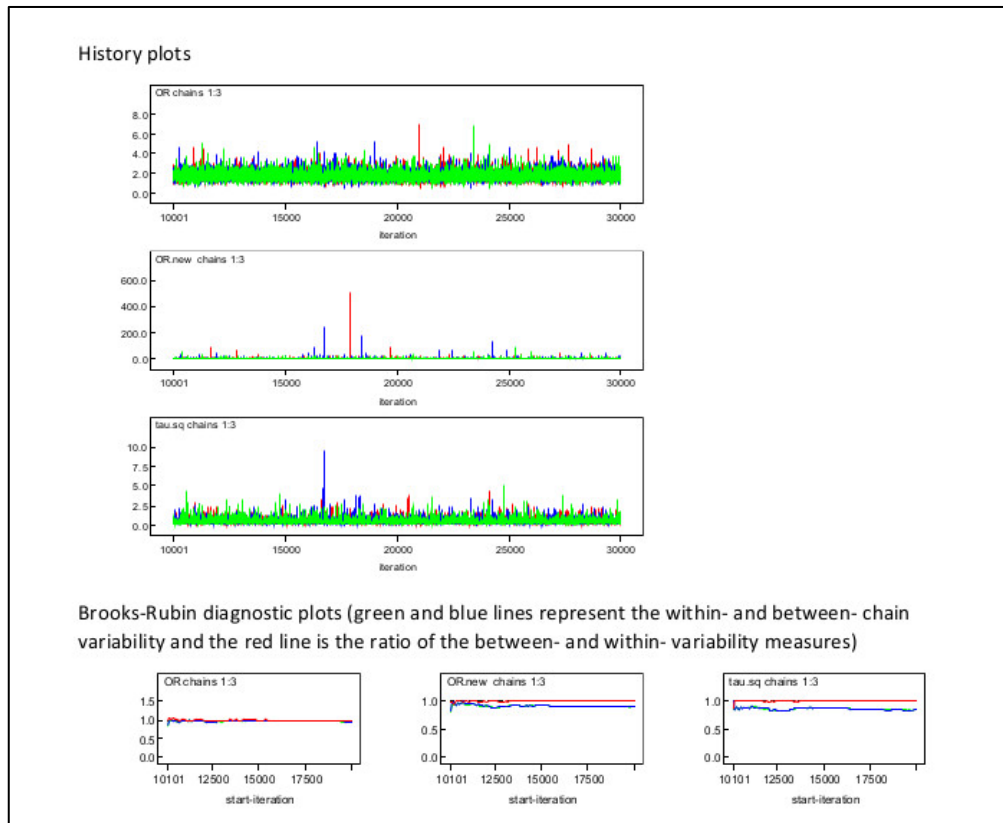 History plots
OR chains 1:3
8.0
6.0
4.0
2.0
0.0
10001 15000 20000 25000 30000
iteration
OR.new chains 1:3
600.0
400.0
200.0
0.0
10001 15000 20000 25000 30000
iteration
tau.sq chains 1:3
10.0
7.5
5.0
2.5
0.0
10001 15000 20000 25000 30000
iteration
Brooks-Rubin diagnostic plots (green and blue lines represent the within- and between- chain
variability and the red line is the ratio of the between- and within- variability measures)
OR chains 1:3
1.5
1.0
0.5
0.0
10101 12500 15000 17500
start-iteration
OR.new chains 1:3
1.0
0.5
0.0
10101 12500 15000 17500
start-iteration
tau.sq chains 1:3
1.0
0.5
0.0
10101 12500 15000 17500
start-iteration